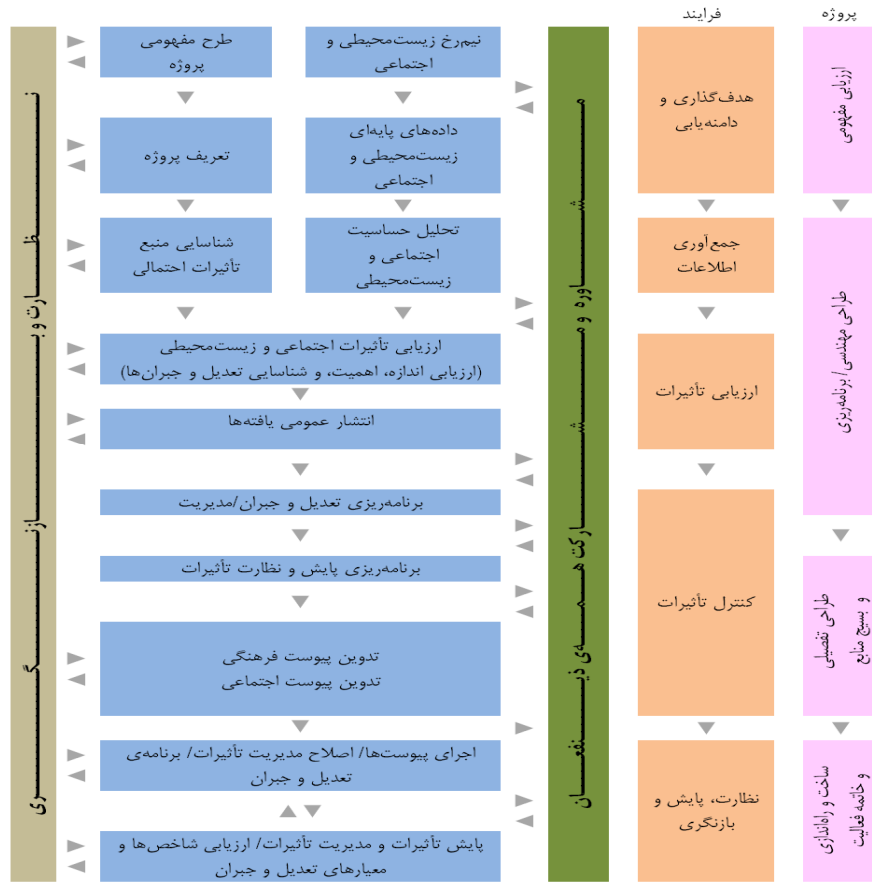 پروژه
ارزیابی مفهومی
طراحی مهندسی/برنامه‌ریزی
طراحی تفصیلی
و بسیج منابع
ساخت و راه‌اندازی
و خاتمه فعالیت
فرایند
هدف‌گذاری و
دامنه‌یابی
جمع‌آوری
اطلاعات
ارزیابی تأثیرات
کنترل تأثیرات
نظارت، پایش و
بازنگری
مشاوره و مشارکت همه‌ی ذینفعان
نیم‌رخ زیست‌محیطی و
اجتماعی
داده‌های پایه‌ای
زیست‌محیطی و
اجتماعی
تحلیل حساسیت
اجتماعی و
زیست‌محیطی
طرح مفهومی
پروژه
تعریف پروژه
شناسایی منبع
تأثیرات احتمالی
ارزیابی تأثیرات اجتماعی و زیست‌محیطی
(ارزیابی اندازه، اهمیت، و شناسایی تعدیل و جبران‌ها)
انتشار عمومی یافته‌ها
برنامه‌ریزی تعدیل و جبران/مدیریت
برنامه‌ریزی پایش و نظارت تأثیرات
تدوین پیوست فرهنگی
تدوین پیوست اجتماعی
اجرای پیوست‌ها/ اصلاح مدیریت تأثیرات/ برنامه‌ی
تعدیل و جبران
پایش تأثیرات و مدیریت تأثیرات/ ارزیابی شاخص‌ها و
معیارهای تعدیل و جبران
نظارت و بازنگری